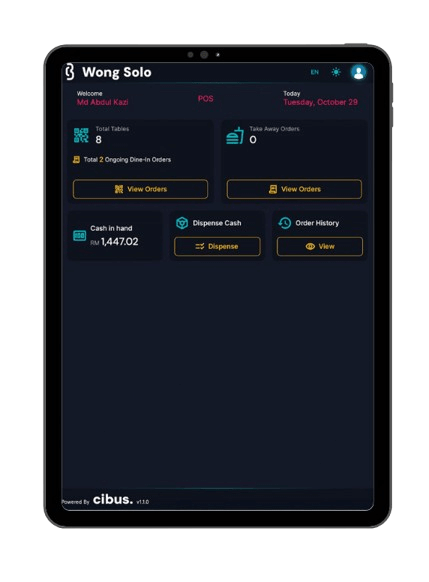 Wong Solo
EN
Welcome
Md Abdul Kazi
POS
Today
Tuesday, October 29
Total Tables
8
Total 2 Ongoing Dine-In Orders
View Orders
Take Away Orders
0
View Orders
Cash in hand
RM 1,447.02
Dispense Cash
Dispense
Order History
View
Powered By cibus. v1.1.0